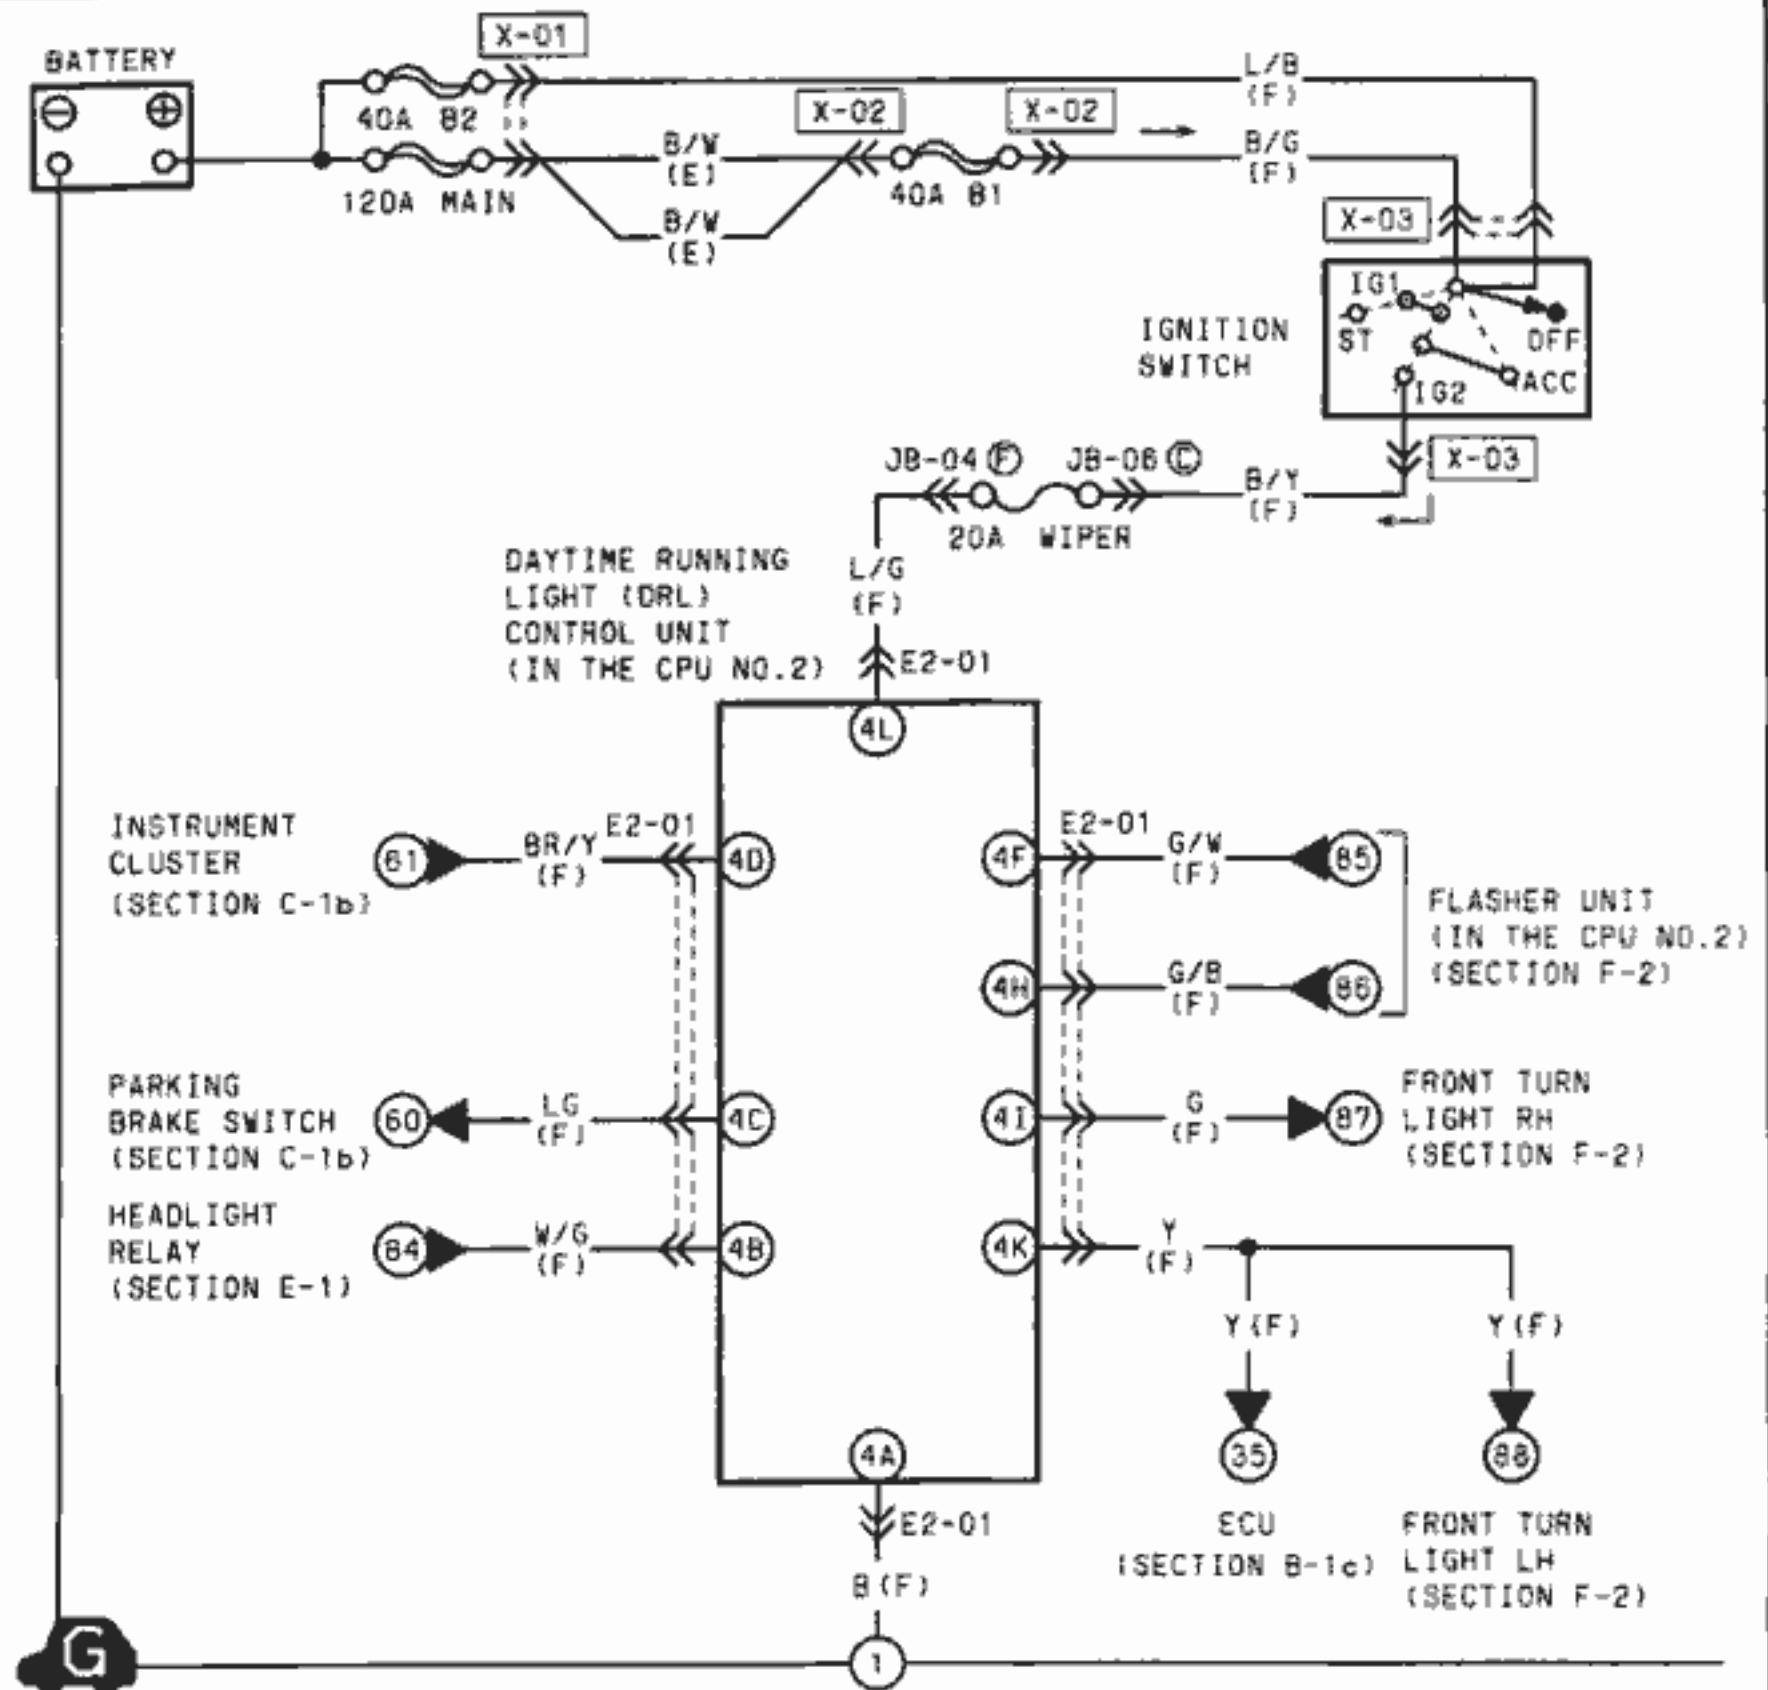 X-01
BATTERY
40A B2
L/B
(F)
X-02
X-02
B/W
(E)
B/G
(F)
120A MAIN
40A B1
B/W
(E)
X-03
IG1
ST
OFF
IGNITION
SWITCH
IG2
ACC
X-03
JB-04 F
JB-06 C
B/Y
(F)
20A WIPER
DAYTIME RUNNING
LIGHT (DRL)
CONTROL UNIT
(IN THE CPU NO.2)
L/G
(F)
E2-01
4L
INSTRUMENT
CLUSTER
(SECTION C-1b)
61
BR/Y
(F)
E2-01
4D
4F
E2-01
G/W
(F)
85
FLASHER UNIT
(IN THE CPU NO.2)
(SECTION F-2)
4H
G/B
(F)
86
PARKING
BRAKE SWITCH
(SECTION C-1b)
60
LG
(F)
4C
4I
G
(F)
87
FRONT TURN
LIGHT RH
(SECTION F-2)
HEADLIGHT
RELAY
(SECTION E-1)
W/G
(F)
4B
4K
Y
(F)
Y(F)
Y(F)
4A
35
88
E2-01
ECU
(SECTION B-1c)
FRONT TURN
LIGHT LH
(SECTION F-2)
B(F)
G
1